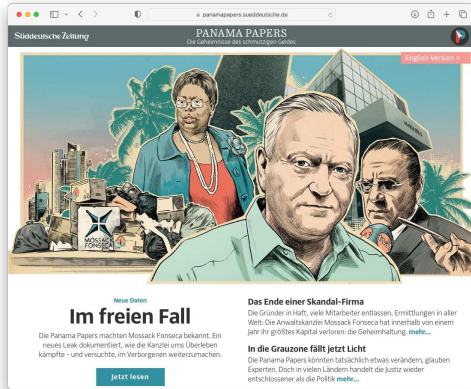 panamapapers.sueddeutsche.de
Süddeutsche Zeitung
PANAMA PAPERS
Die Geheimnisse des schmutzigen Geldes
English Version >
MOSSACK
FONSECA
Neue Daten
Im freien Fall
Die Panama Papers machten Mossack Fonseca bekannt. Ein
neues Leak dokumentiert, wie die Kanzlei ums Überleben
kämpfte - und versuchte, im Verborgenen weiterzumachen.
Jetzt lesen
Das Ende einer Skandal-Firma
Die Gründer in Haft, viele Mitarbeiter entlassen, Ermittlungen in aller
Welt: Die Anwaltskanzlei Mossack Fonseca hat innerhalb von einem
Jahr ihr größtes Kapital verloren: die Geheimhaltung. mehr...
In die Grauzone fällt jetzt Licht
Die Panama Papers könnten tatsächlich etwas verändern, glauben
Experten. Doch in vielen Ländern handelt die Justiz wieder
entschlossener als die Politik mehr...